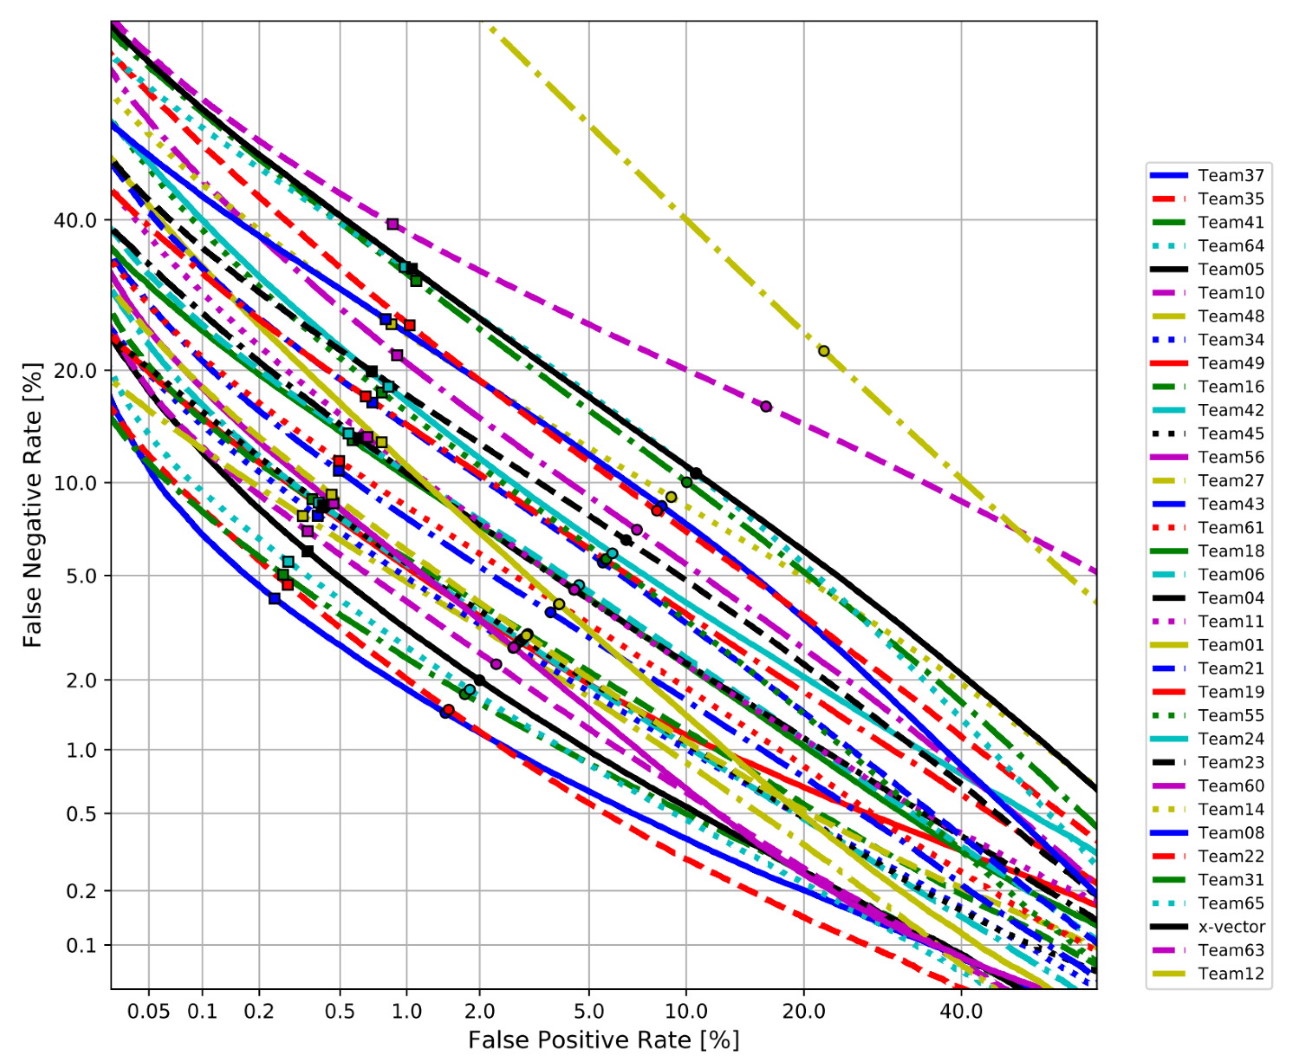 False Negative Rate [%]
40.0
20.0
10.0
5.0
2.0
1.0
0.5
0.2
0.1
0.05 0.1 0.2 0.5 1.0 2.0 5.0 10.0 20.0 40.0
False Positive Rate [%]
Team37
Team35
Team41
Team64
Team05
Team10
Team48
Team34
Team49
Team16
Team42
Team45
Team56
Team27
Team43
Team61
Team18
Team06
Team04
Team11
Team01
Team21
Team19
Team55
Team24
Team23
Team60
Team14
Team08
Team22
Team31
Team65
x-vector
Team63
Team12